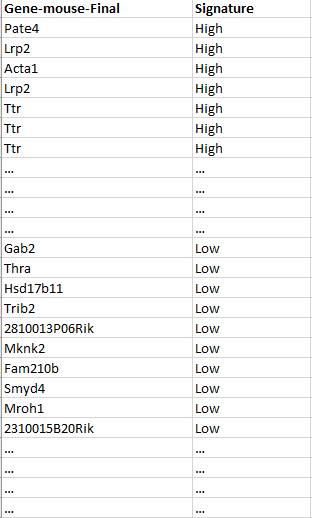 Gene-mouse-Final Signature
Pate4 High
Lrp2 High
Acta1 High
Lrp2 High
Ttr High
Ttr High
Ttr High
... ...
... ...
... ...
... ...
Gab2 Low
Thra Low
Hsd17b11 Low
Trib2 Low
2810013P06Rik Low
Mknk2 Low
Fam210b Low
Smyd4 Low
Mroh1 Low
2310015B20Rik Low
... ...
... ...
... ...
... ...